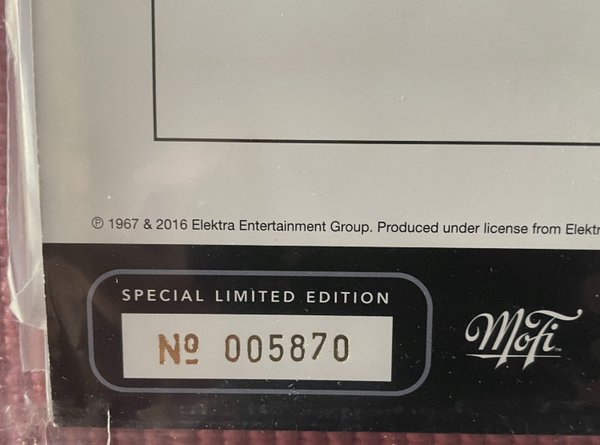 ℗ 1967 & 2016 Elektra Entertainment Group. Produced under license from Elektr
SPECIAL LIMITED EDITION
Nº 005870
MoFi